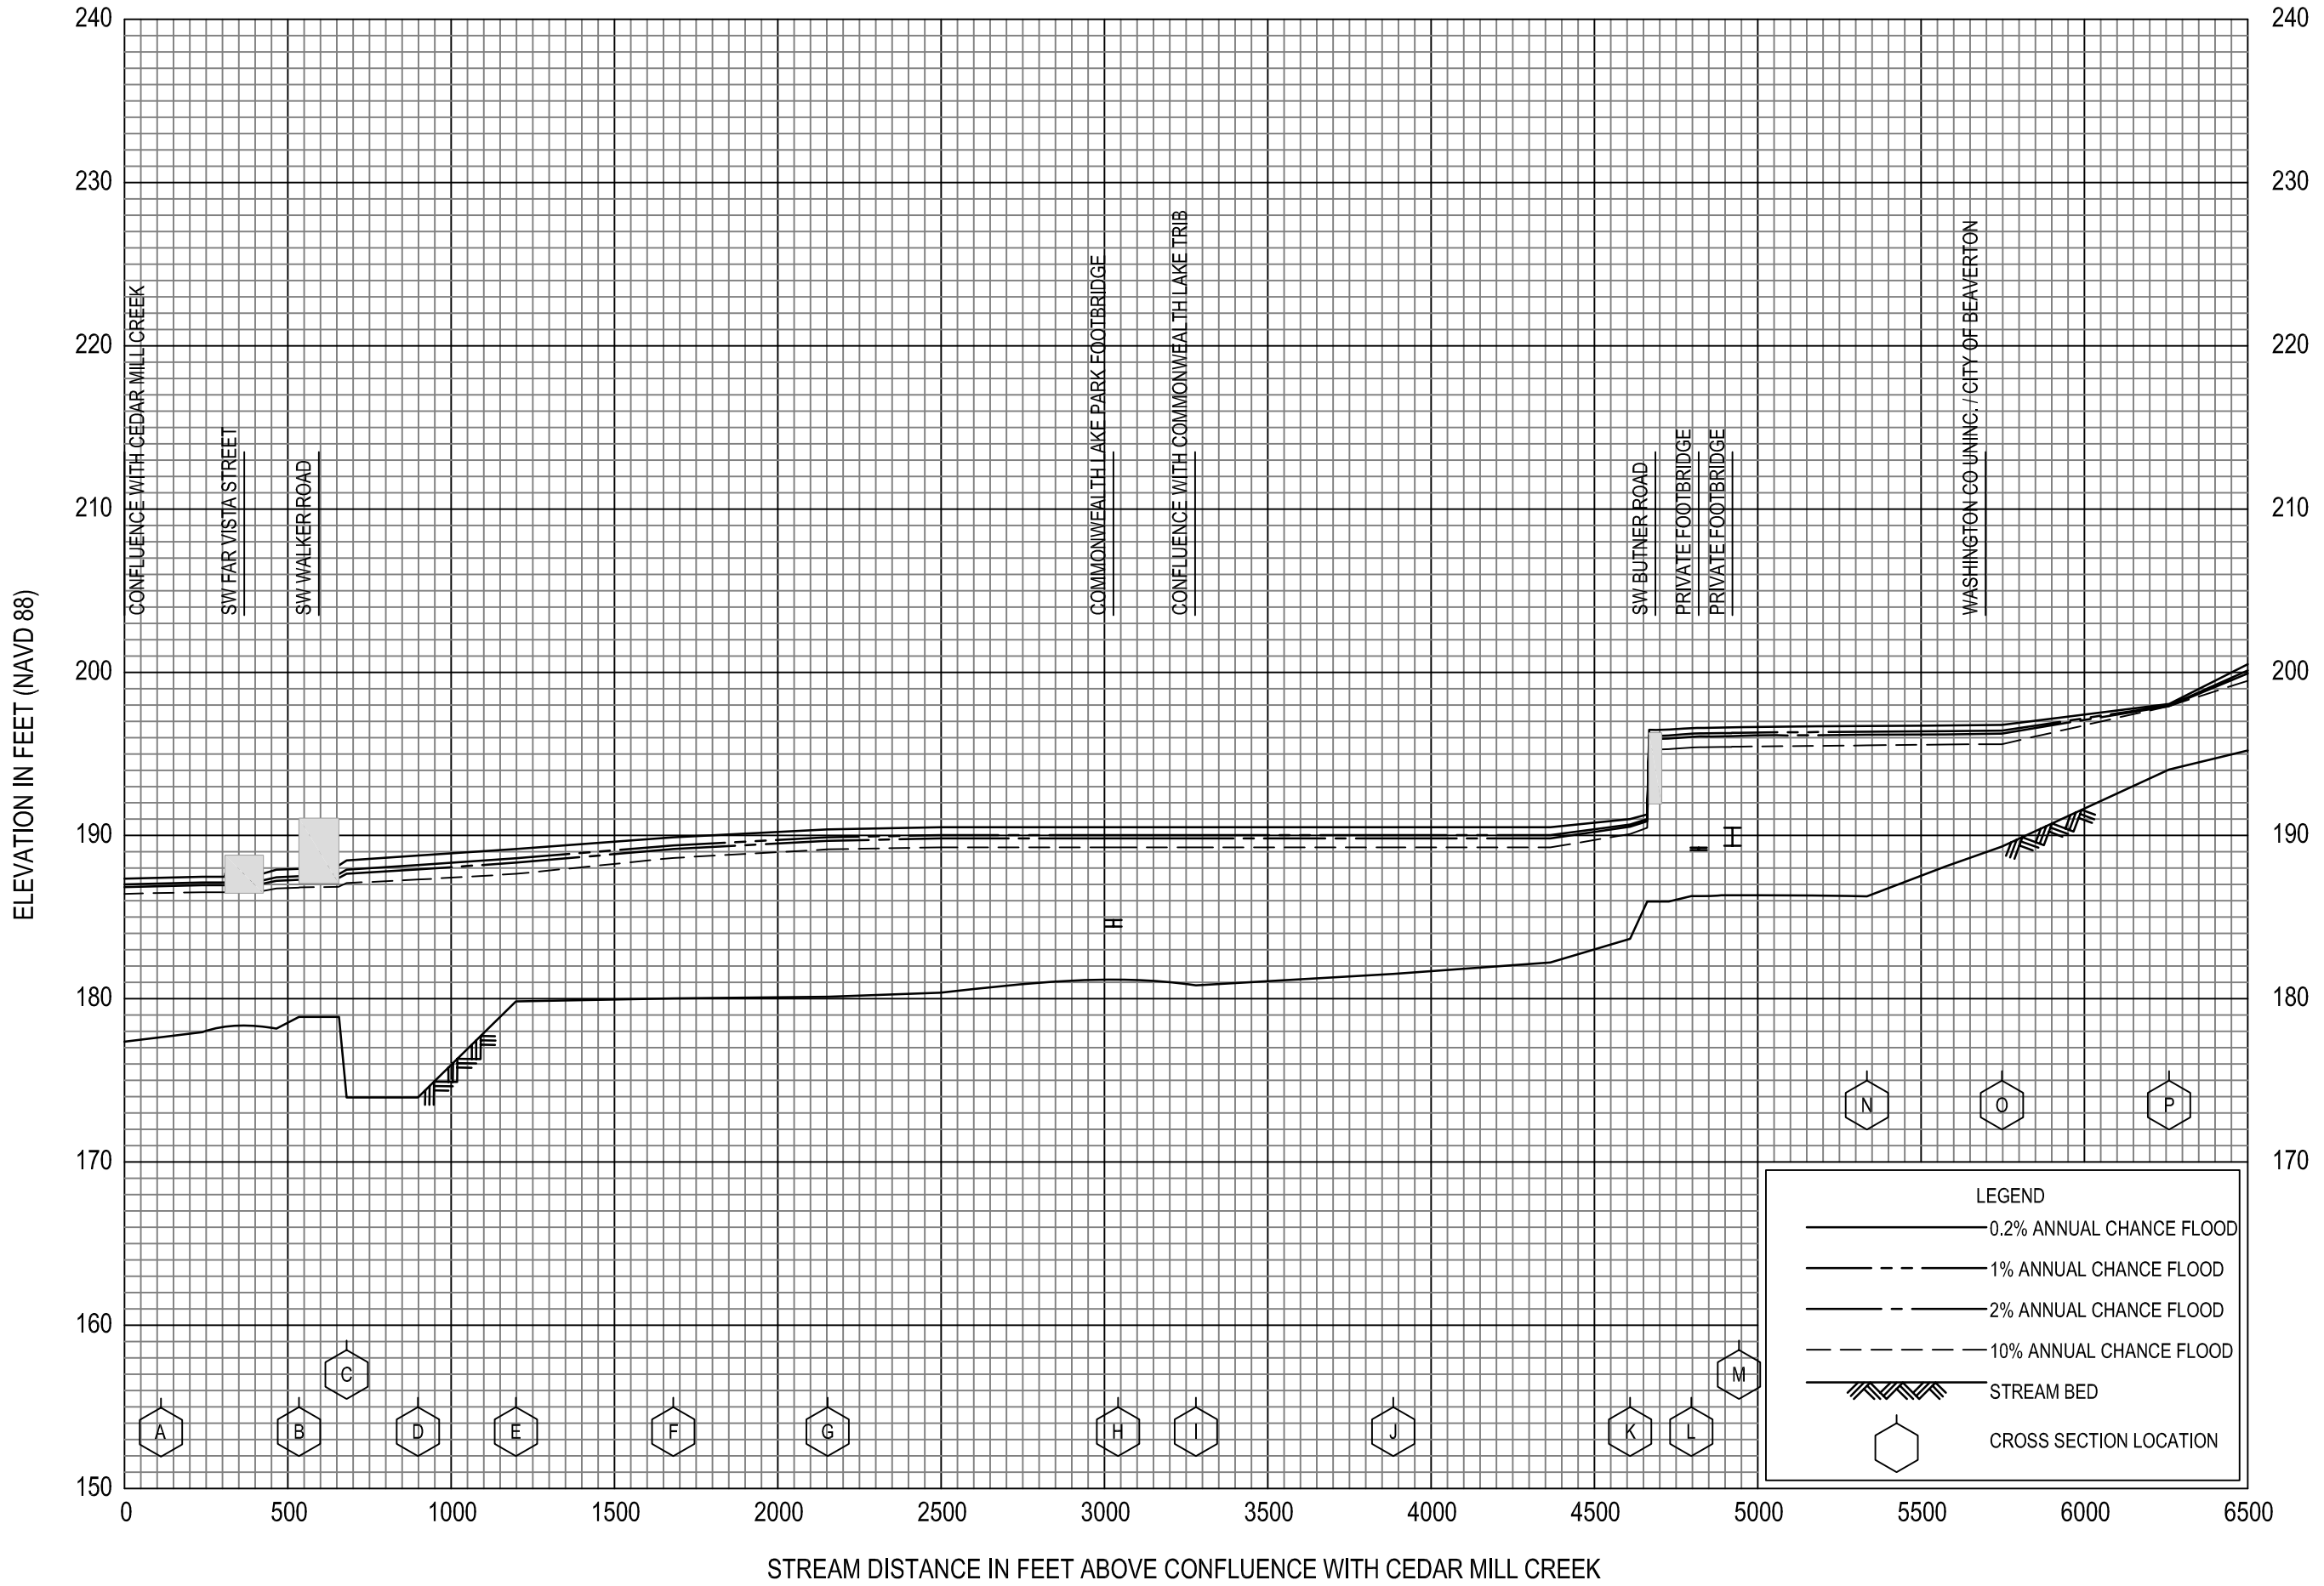 240
240
230
230
220
220
210
210
200
200
190
190
180
180
170
170
160
150
ELEVATION IN FEET (NAVD 88)
CONFLUENCE WITH CEDAR MILL CREEK
SW FAR VISTA STREET
SW WALKER ROAD
COMMONWEALTH LAKE PARK FOOTBRIDGE
CONFLUENCE WITH COMMONWEALTH LAKE TRIB
SW BUTNER ROAD
PRIVATE FOOTBRIDGE
PRIVATE FOOTBRIDGE
WASHINGTON CO UNINC. / CITY OF BEAVERTON
N
O
P
LEGEND
0.2% ANNUAL CHANCE FLOOD
1% ANNUAL CHANCE FLOOD
2% ANNUAL CHANCE FLOOD
10% ANNUAL CHANCE FLOOD
STREAM BED
CROSS SECTION LOCATION
C
M
A
B
D
E
F
G
H
I
J
K
L
0
500
1000
1500
2000
2500
3000
3500
4000
4500
5000
5500
6000
6500
STREAM DISTANCE IN FEET ABOVE CONFLUENCE WITH CEDAR MILL CREEK